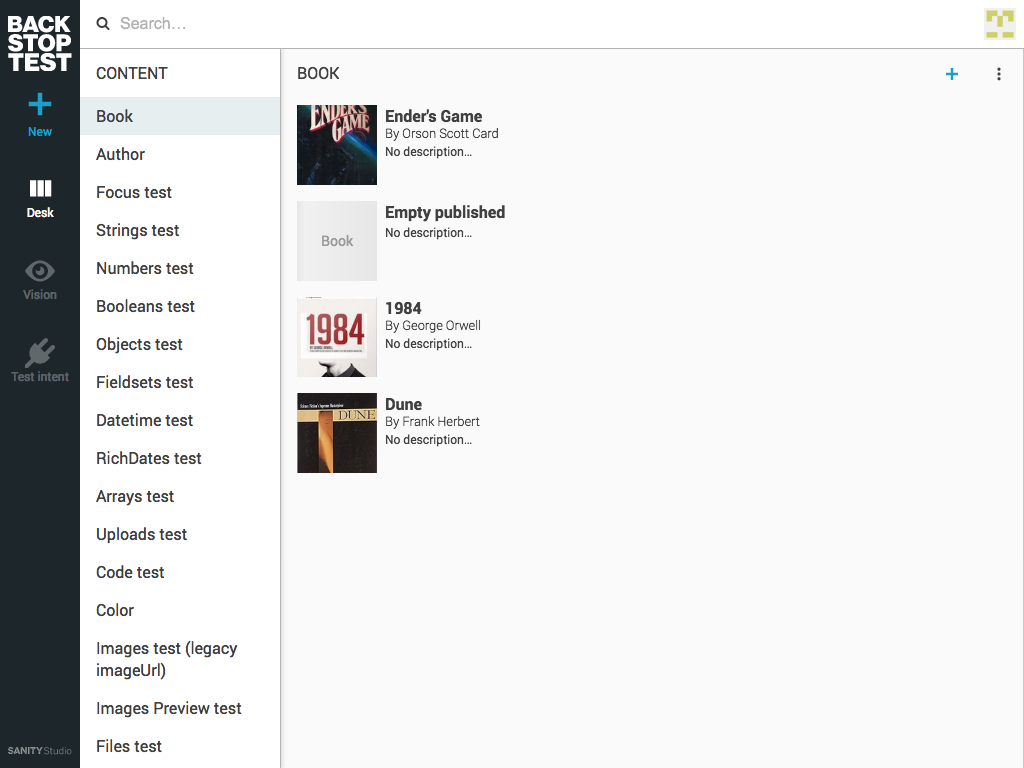 BACK
STOP
TEST
Search...
New
Desk
Vision
Test intent
SANITY Studio
CONTENT
Book
Author
Focus test
Strings test
Numbers test
Booleans test
Objects test
Fieldsets test
Datetime test
RichDates test
Arrays test
Uploads test
Code test
Color
Images test (legacy
imageUrl)
Images Preview test
Files test
BOOK
ENDER'S
GAME
Ender's Game
By Orson Scott Card
No description...
Book
Empty published
No description...
1984
1984
By George Orwell
No description...
DUNE
Dune
By Frank Herbert
No description...